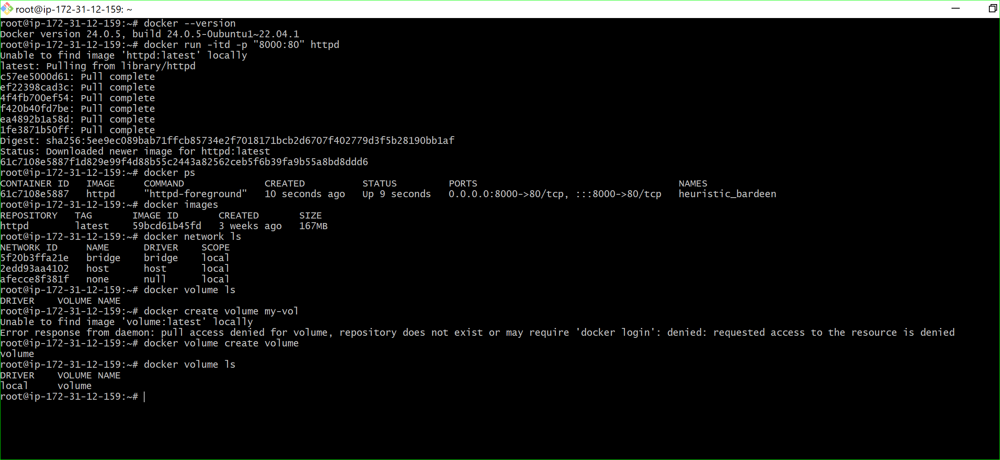 root@ip-172-31-12-159: ~
root@ip-172-31-12-159:~# docker --version
Docker version 24.0.5, build 24.0.5-0ubuntu1~22.04.1
root@ip-172-31-12-159:~# docker run -itd -p "8000:80" httpd
Unable to find image 'httpd:latest' locally
latest: Pulling from library/httpd
c57ee5000d61: Pull complete
ef22398cad3c: Pull complete
4f4fb700ef54: Pull complete
f420b40fd7be: Pull complete
ea4892b1a58d: Pull complete
1fe3871b50ff: Pull complete
Digest: sha256:5ee9ec089bab71ffcb85734e2f7018171bcb2d6707f402779d3f5b28190bb1af
Status: Downloaded newer image for httpd:latest
61c7108e5887f1d829e99f4d88b55c2443a82562ceb5f6b39fa9b55a8bd8ddd6
root@ip-172-31-12-159:~# docker ps
CONTAINER ID   IMAGE     COMMAND              CREATED          STATUS         PORTS                                   NAMES
61c7108e5887   httpd     "httpd-foreground"   10 seconds ago   Up 9 seconds   0.0.0.0:8000->80/tcp, :::8000->80/tcp   heuristic_bardeen
root@ip-172-31-12-159:~# docker images
REPOSITORY   TAG       IMAGE ID       CREATED       SIZE
httpd        latest    59bcd61b45fd   3 weeks ago   167MB
root@ip-172-31-12-159:~# docker network ls
NETWORK ID     NAME      DRIVER    SCOPE
5f20b3ffa21e   bridge    bridge    local
2edd93aa4102   host      host      local
afecce8f381f   none      null      local
root@ip-172-31-12-159:~# docker volume ls
DRIVER    VOLUME NAME
root@ip-172-31-12-159:~# docker create volume my-vol
Unable to find image 'volume:latest' locally
Error response from daemon: pull access denied for volume, repository does not exist or may require 'docker login': denied: requested access to the resource is denied
root@ip-172-31-12-159:~# docker volume create volume
volume
root@ip-172-31-12-159:~# docker volume ls
DRIVER    VOLUME NAME
local     volume
root@ip-172-31-12-159:~#